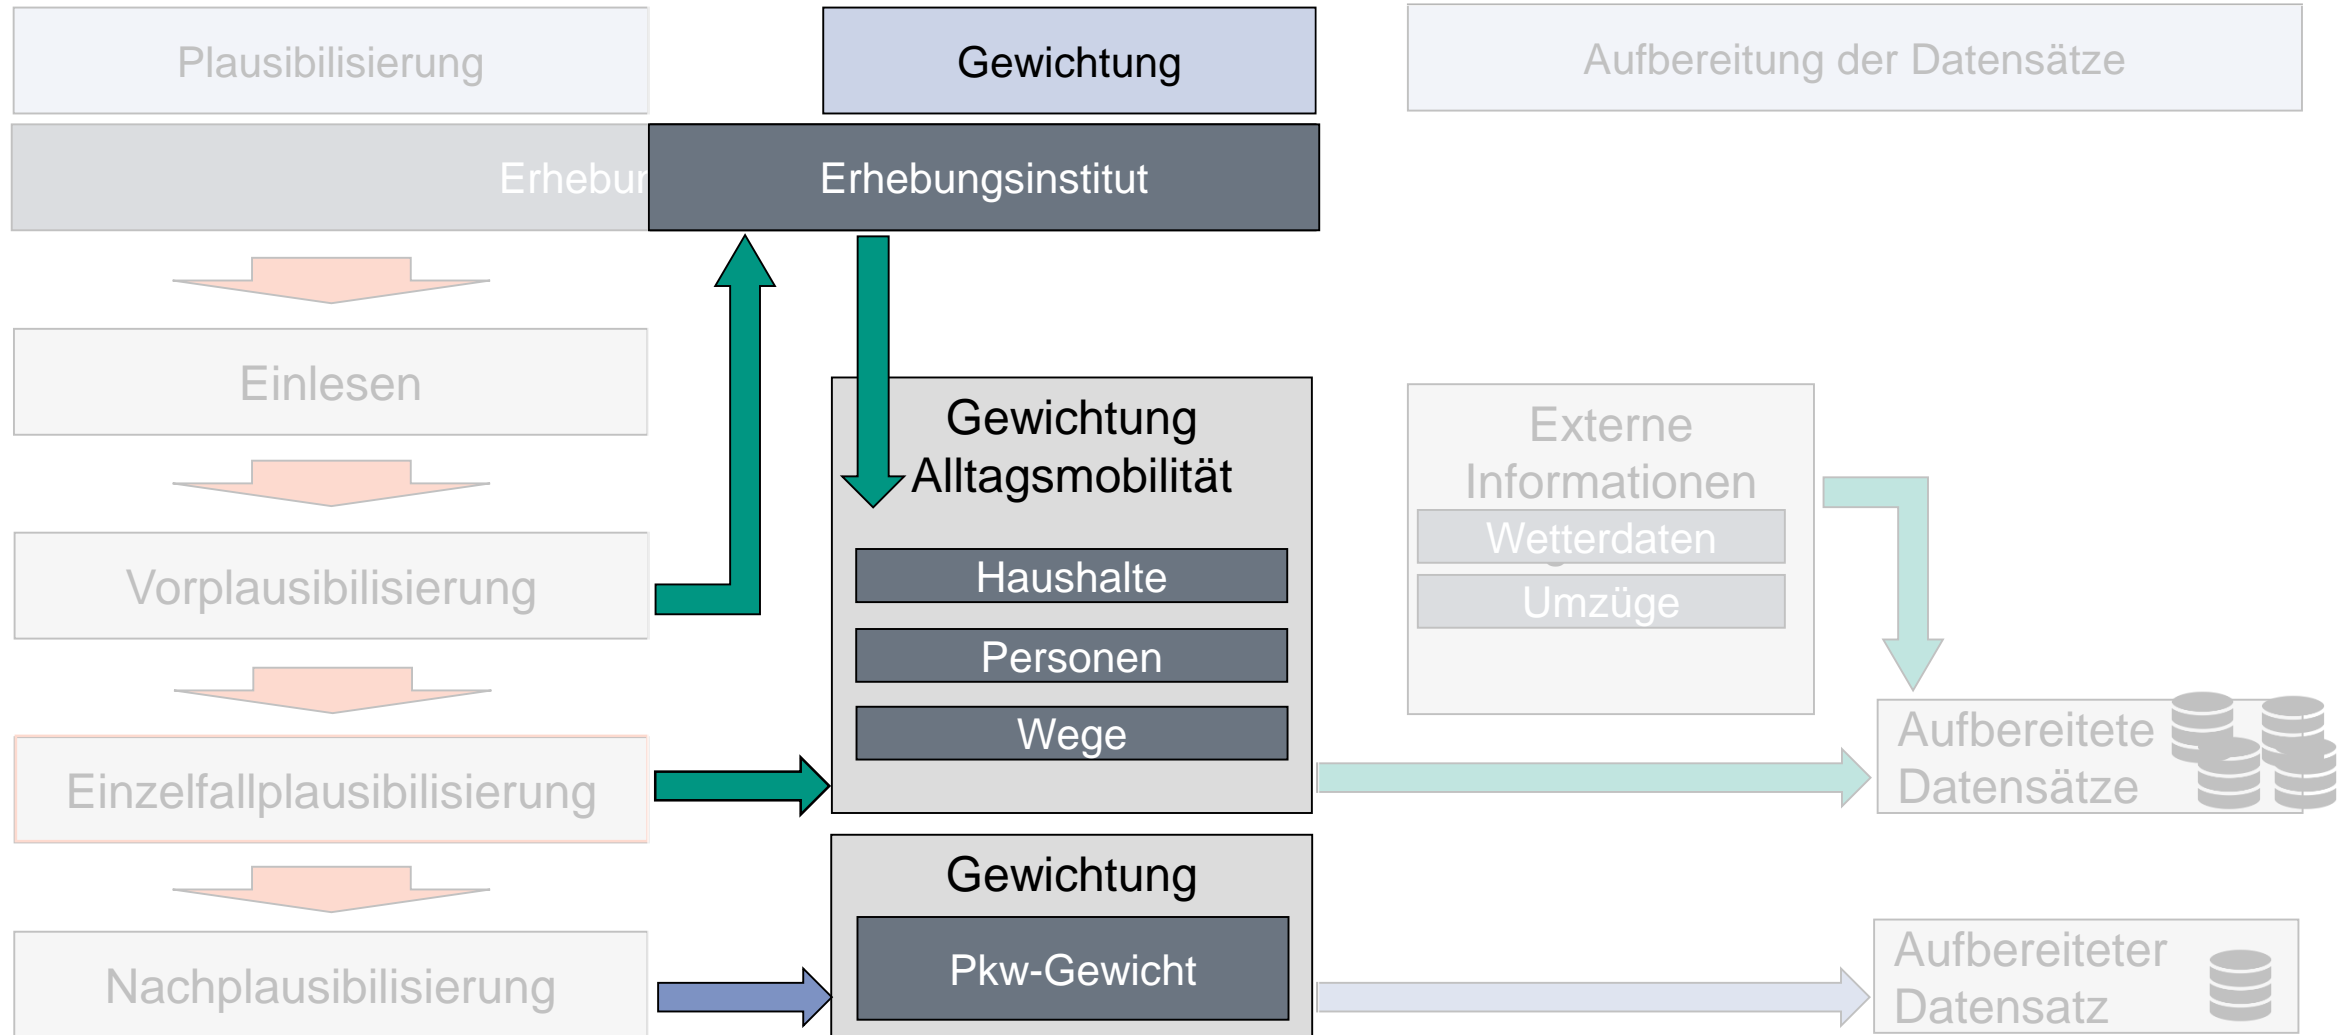 Plausibilisierung
Gewichtung
Aufbereitung der Datensätze
Erhebur
Erhebungsinstitut
Einlesen
Vorplausibilisierung
Einzelfallplausibilisierung
Nachplausibilisierung
Gewichtung
Alltagsmobilität
Haushalte
Personen
Wege
Gewichtung
Pkw-Gewicht
Externe
Informationen
Wetterdaten
Umzüge
Aufbereitete
Datensätze
Aufbereiteter
Datensatz